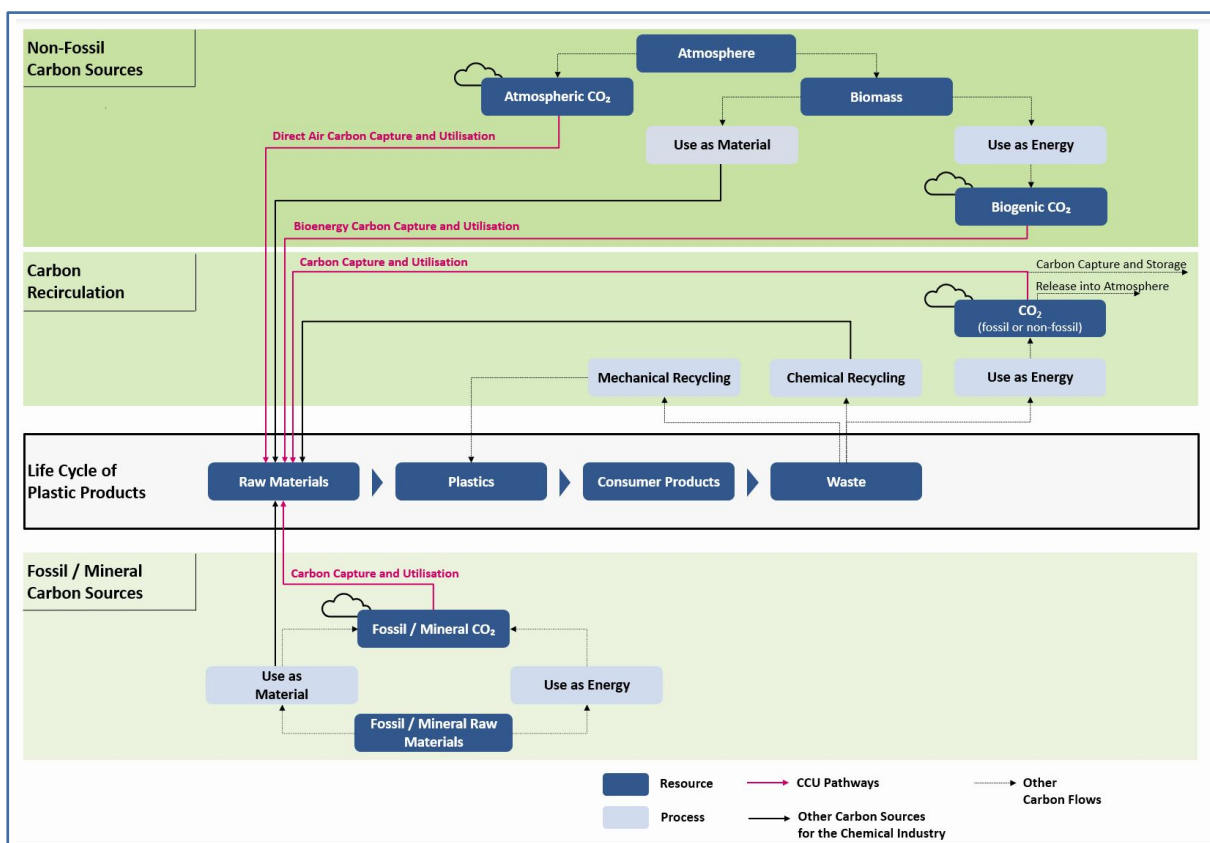 Non-Fossil
Carbon Sources
Atmosphere
Atmospheric CO₂
Biomass
Direct Air Carbon Capture and Utilisation
Use as Material
Use as Energy
Biogenic CO₂
Bioenergy Carbon Capture and Utilisation
Carbon
Recirculation
Carbon Capture and Utilisation
Carbon Capture and Storage
Release into Atmosphere
CO₂
(fossil or non-fossil)
Mechanical Recycling
Chemical Recycling
Use as Energy
Life Cycle of
Plastic Products
Raw Materials
Plastics
Consumer Products
Waste
Fossil / Mineral
Carbon Sources
Carbon Capture and Utilisation
Fossil / Mineral CO₂
Use as
Material
Use as Energy
Fossil / Mineral Raw
Materials
Resource
CCU Pathways
Other
Carbon Flows
Process
Other Carbon Sources
for the Chemical Industry